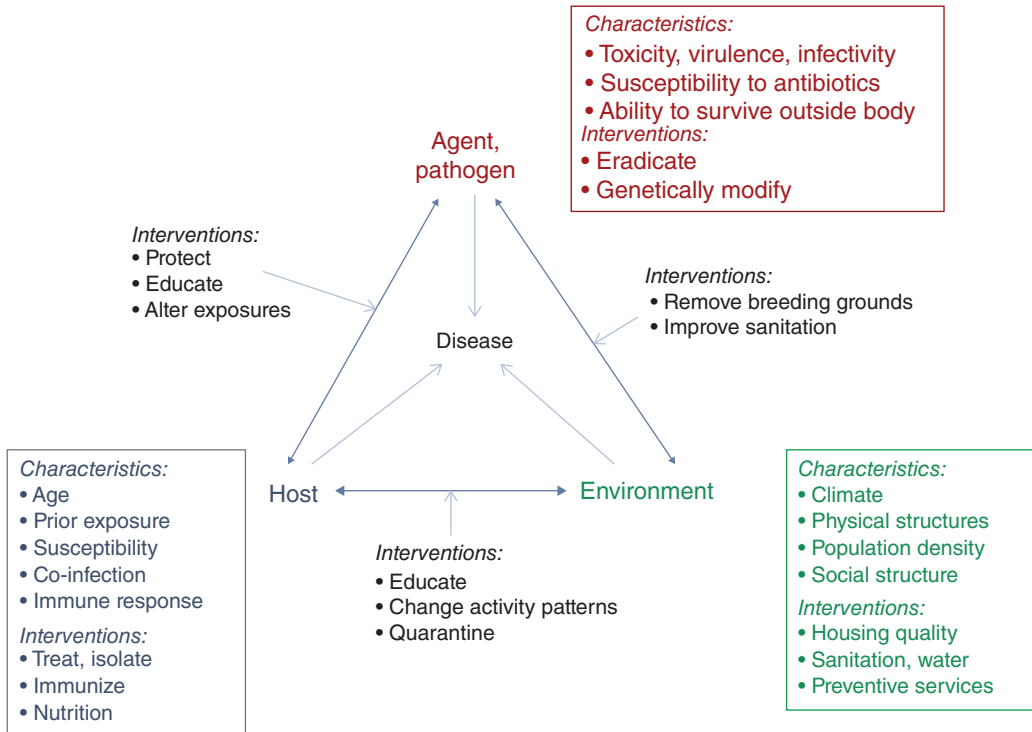 Characteristics:
• Toxicity, virulence, infectivity
• Susceptibility to antibiotics
• Ability to survive outside body
Interventions:
• Eradicate
• Genetically modify
Agent,
pathogen
Interventions:
• Protect
• Educate
• Alter exposures
Interventions:
• Remove breeding grounds
• Improve sanitation
Disease
Characteristics:
• Age
• Prior exposure
• Susceptibility
• Co-infection
• Immune response
Interventions:
• Treat, isolate
• Immunize
• Nutrition
Host
Environment
Interventions:
• Educate
• Change activity patterns
• Quarantine
Characteristics:
• Climate
• Physical structures
• Population density
• Social structure
Interventions:
• Housing quality
• Sanitation, water
• Preventive services